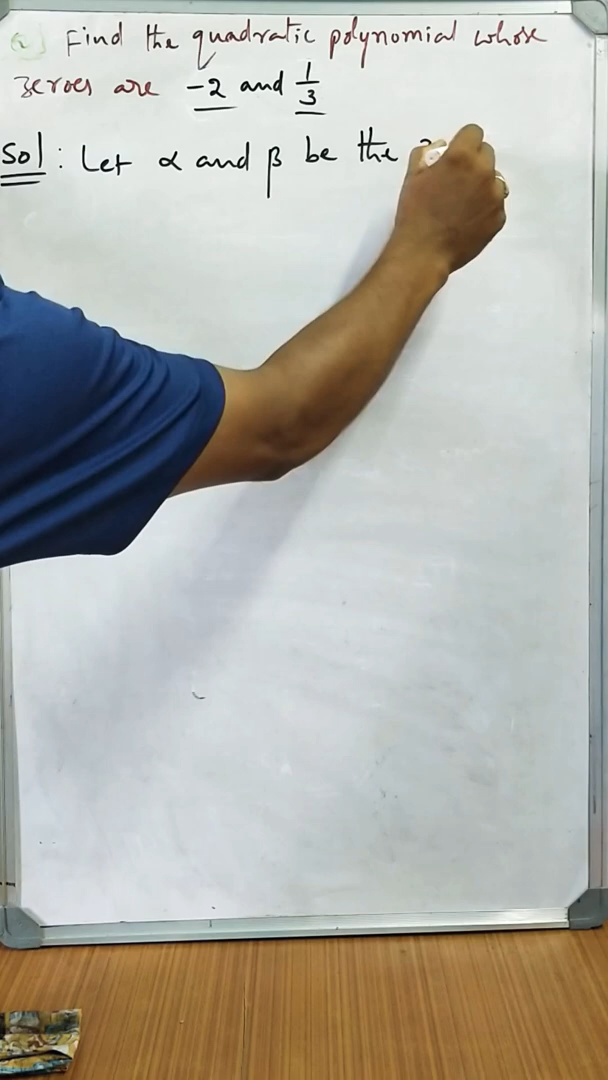 Q) Find the quadratic polynomial whose
zeroes are -2 and 1/3
Sol: Let α and β be the